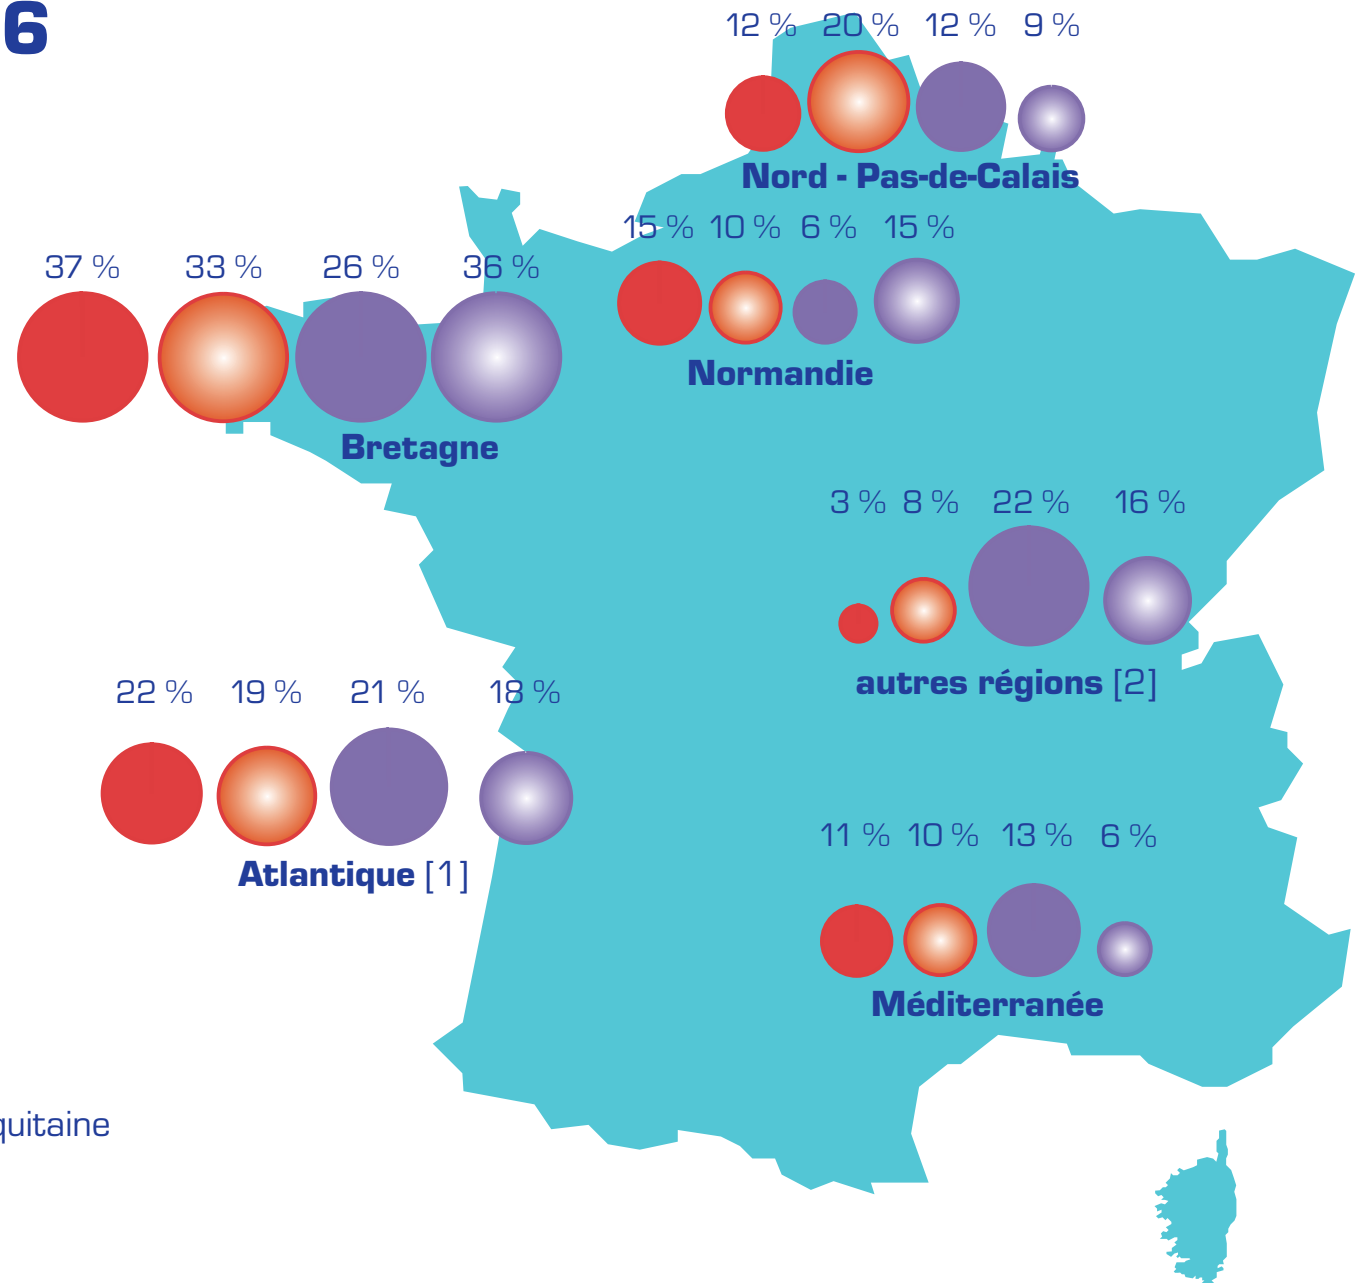 6
12 % 20 % 12 % 9 %
Nord - Pas-de-Calais
15 % 10 % 6 % 15 %
Normandie
37 % 33 % 26 % 36 %
Bretagne
3 % 8 % 22 % 16 %
autres régions [2]
22 % 19 % 21 % 18 %
Atlantique [1]
11 % 10 % 13 % 6 %
Méditerranée
quitaine